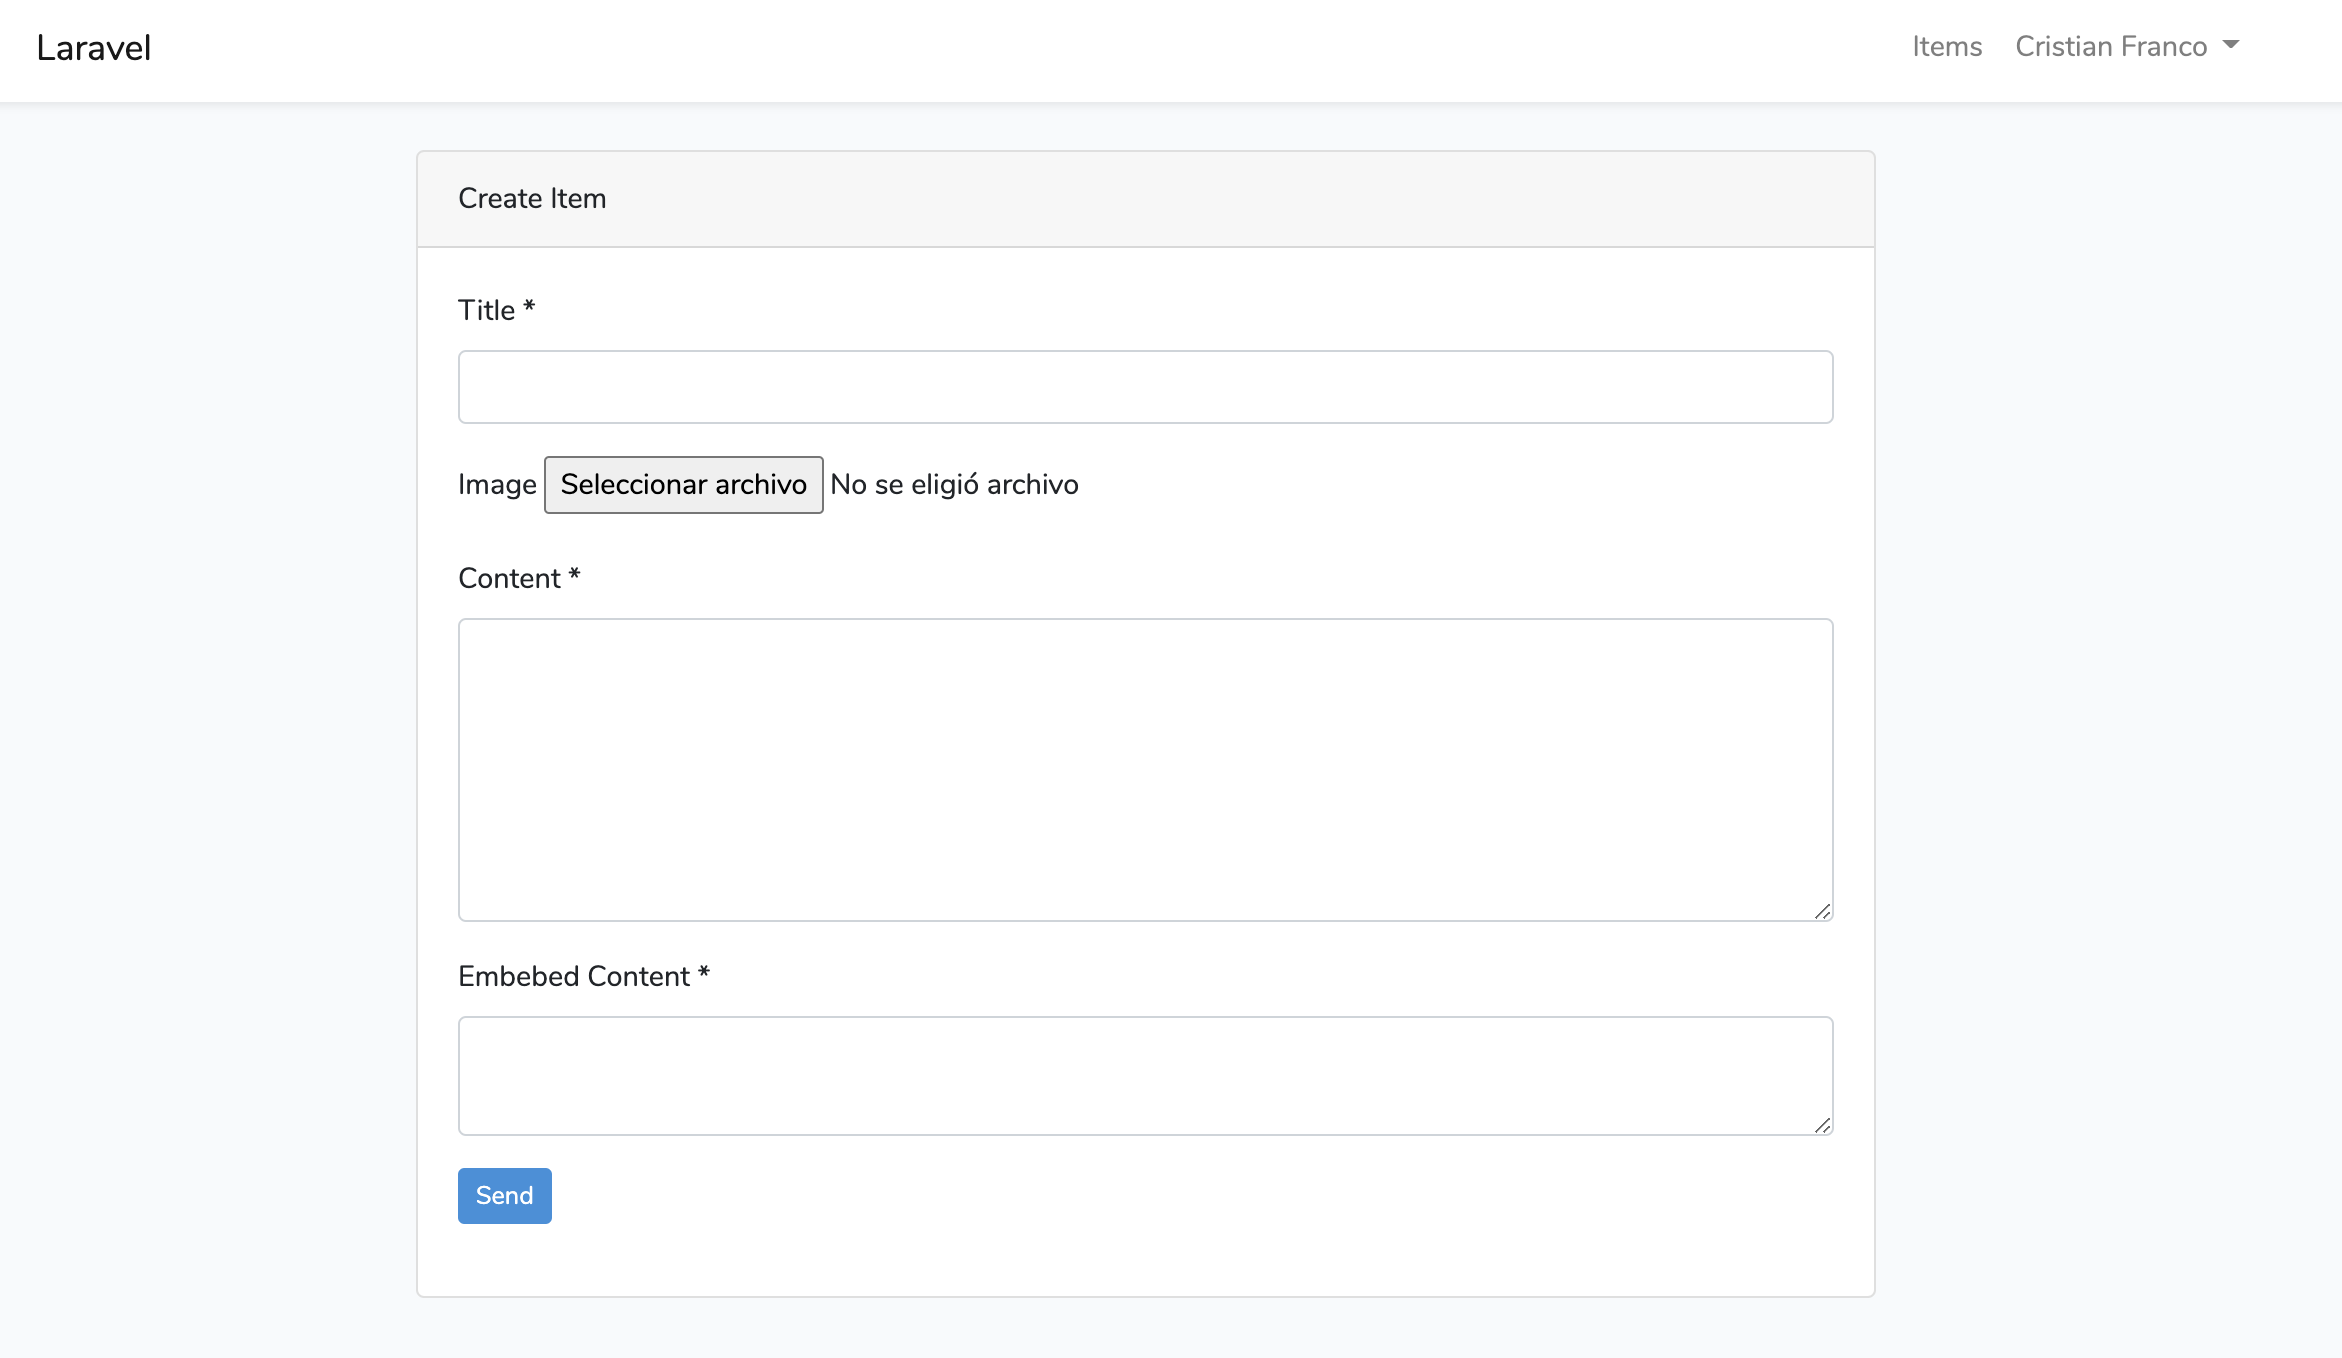 Laravel
Items Cristian Franco
Create Item
Title *
Image Seleccionar archivo No se eligió archivo
Content *
Embebed Content *
Send